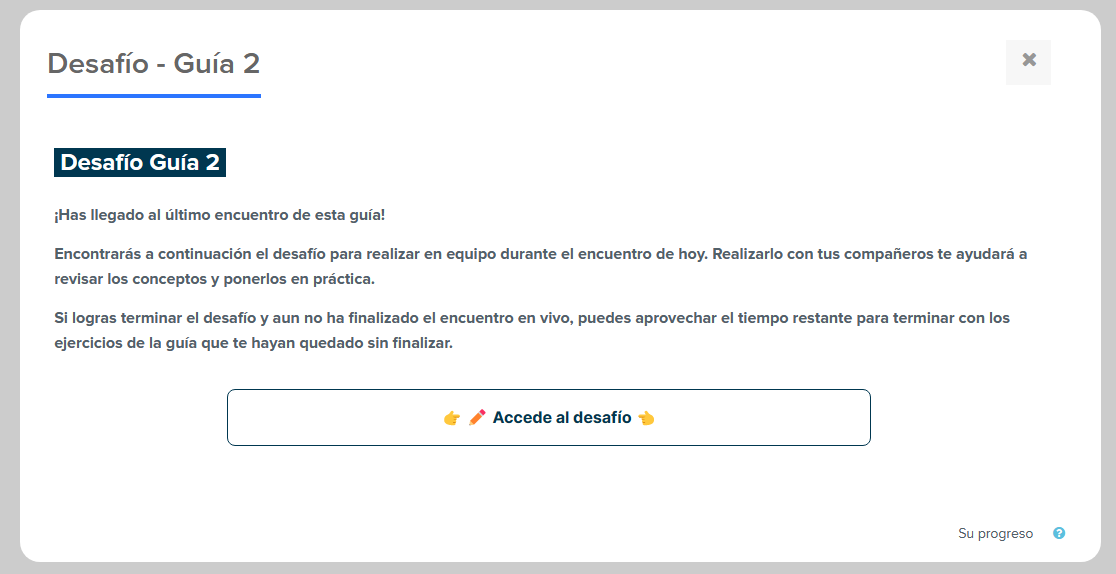 Desafío - Guía 2
Desafío Guía 2
¡Has llegado al último encuentro de esta guía!
Encontrarás a continuación el desafío para realizar en equipo durante el encuentro de hoy. Realizarlo con tus compañeros te ayudará a
revisar los conceptos y ponerlos en práctica.
Si logras terminar el desafío y aun no ha finalizado el encuentro en vivo, puedes aprovechar el tiempo restante para terminar con los
ejercicios de la guía que te hayan quedado sin finalizar.
👉 ✏️ Accede al desafío 👈
Su progreso